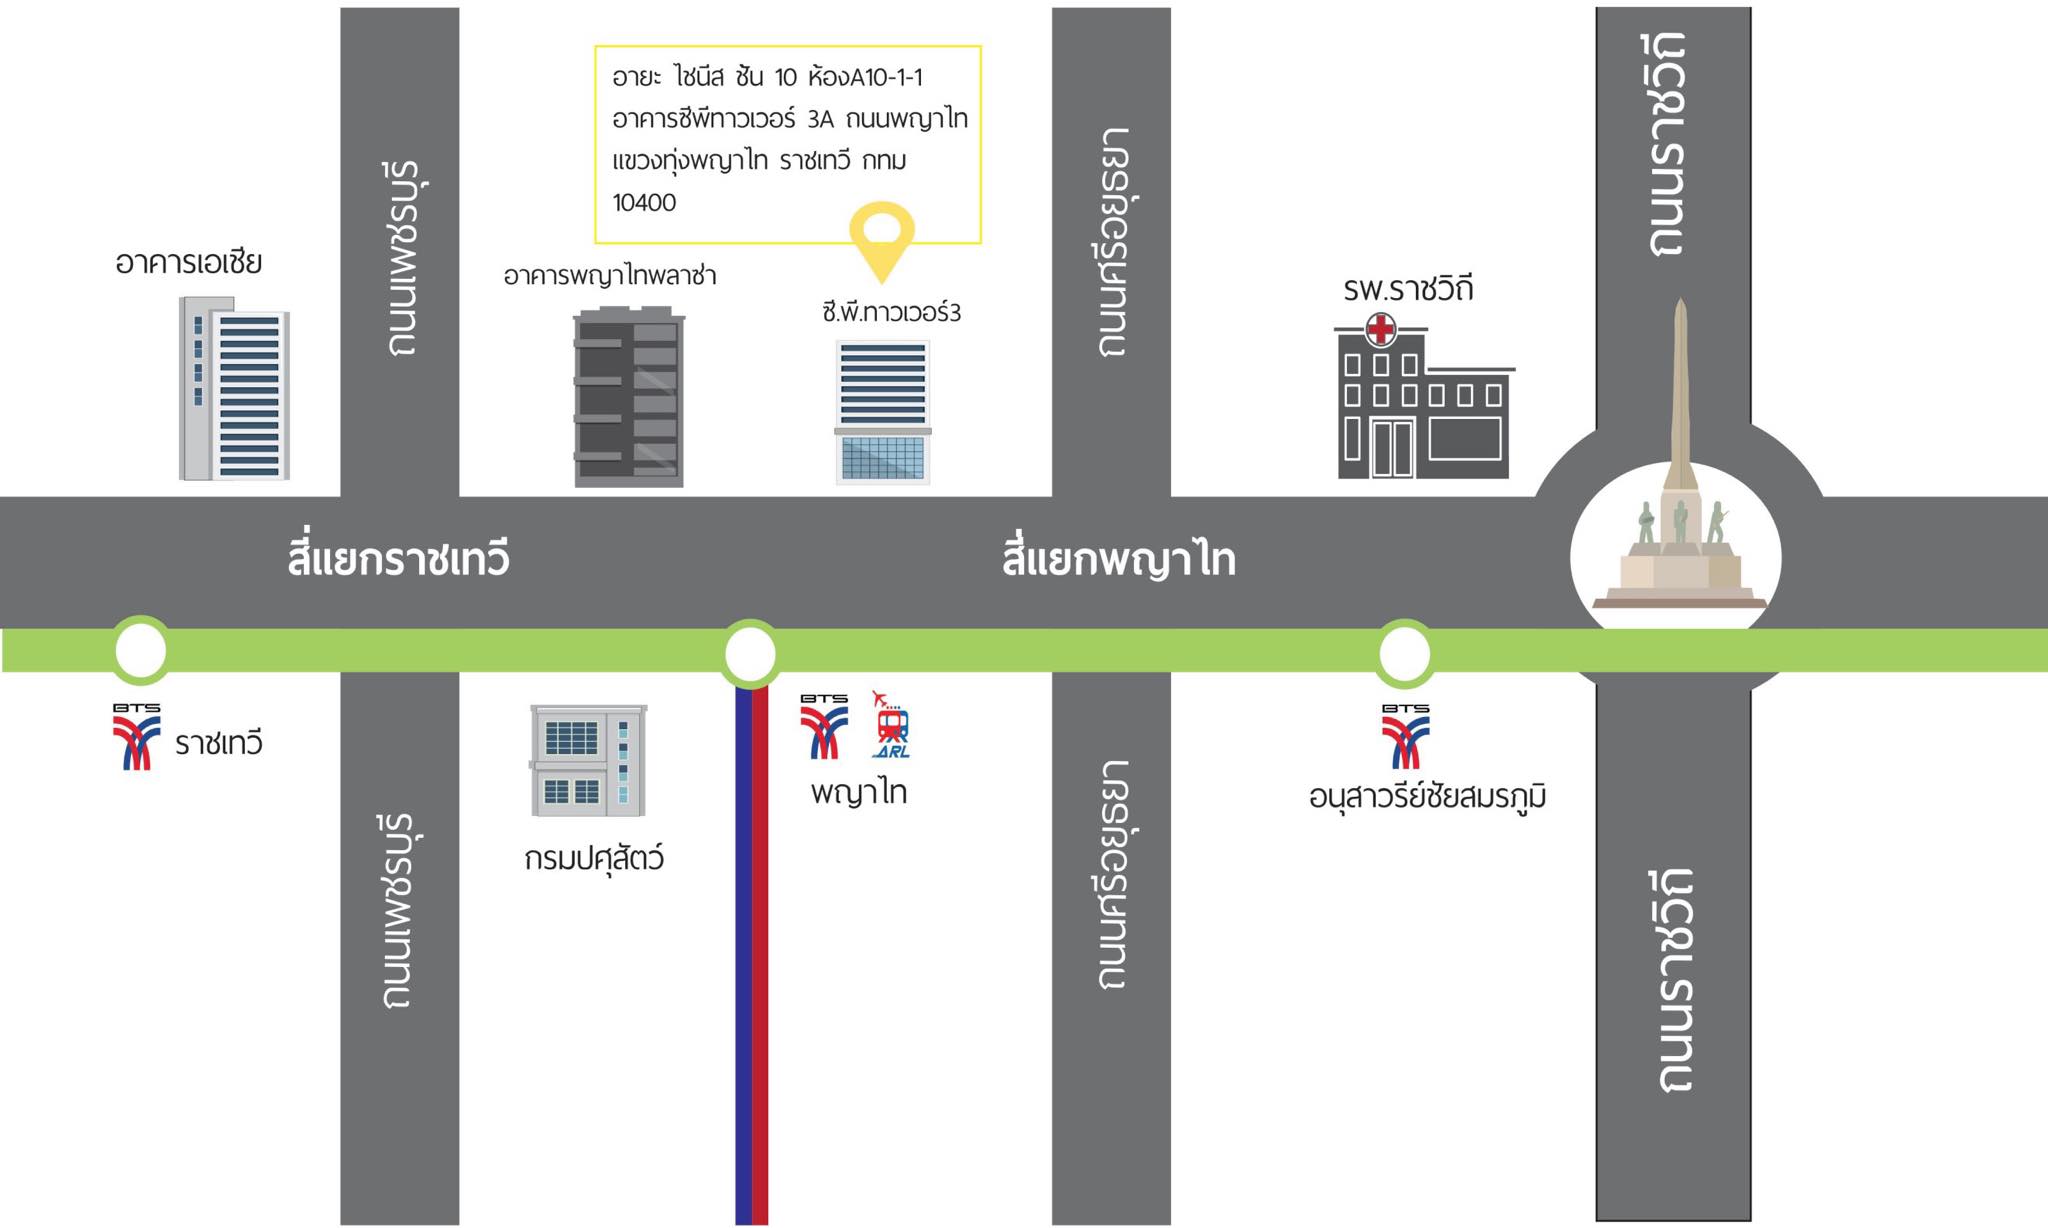 อายะ ไชนีส ชั้น 10 ห้องA10-1-1
อาคารซีพีทาวเวอร์ 3A ถนนพญาไท
แขวงทุ่งพญาไท ราชเทวี กทม
10400
อาคารเอเชีย
ถนนเพชรบุรี
อาคารพญาไทพลาซ่า
ซี.พี.ทาวเวอร์3
ถนนศรีอยุธยา
รพ.ราชวิถี
ถนนราชวิถี
สี่แยกราชเทวี
สี่แยกพญาไท
BTS
ราชเทวี
BTS
ARL
พญาไท
BTS
อนุสาวรีย์ชัยสมรภูมิ
กรมปศุสัตว์
ถนนเพชรบุรี
ถนนศรีอยุธยา
ถนนราชวิถี